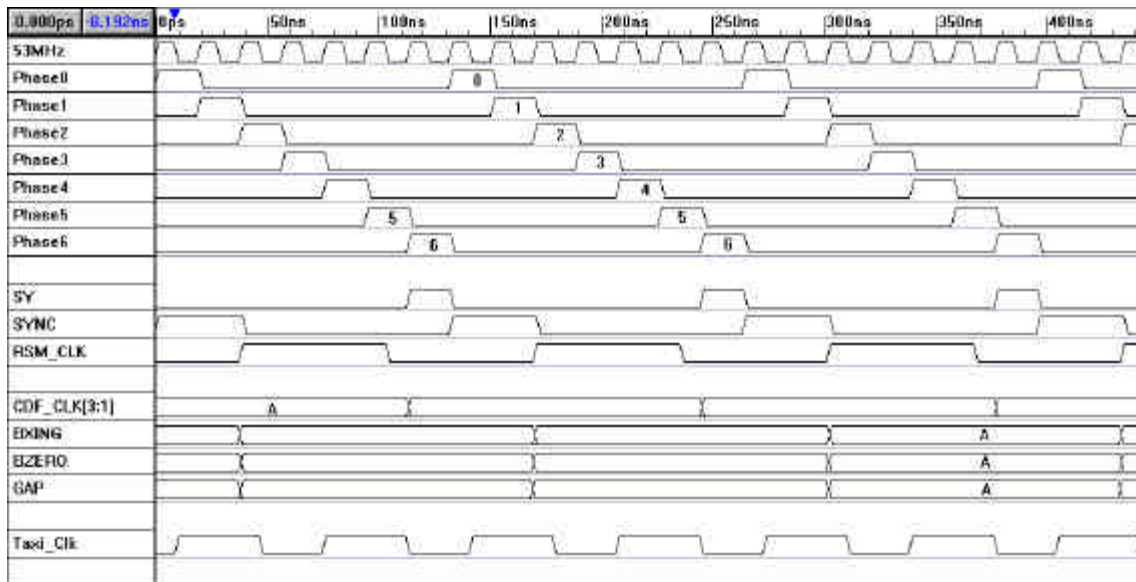 0.000ps -8.192ns 0ps 50ns 100ns 150ns 200ns 250ns 300ns 350ns 400ns
53MHz
Phase0 0
Phase1 1
Phase2 2
Phase3 3
Phase4 4
Phase5 5 5
Phase6 6 6
SY
SYNC
RSM_CLK
CDF_CLK[3:1] A
BXING A
BZERO A
GAP A
Taxi_Clk